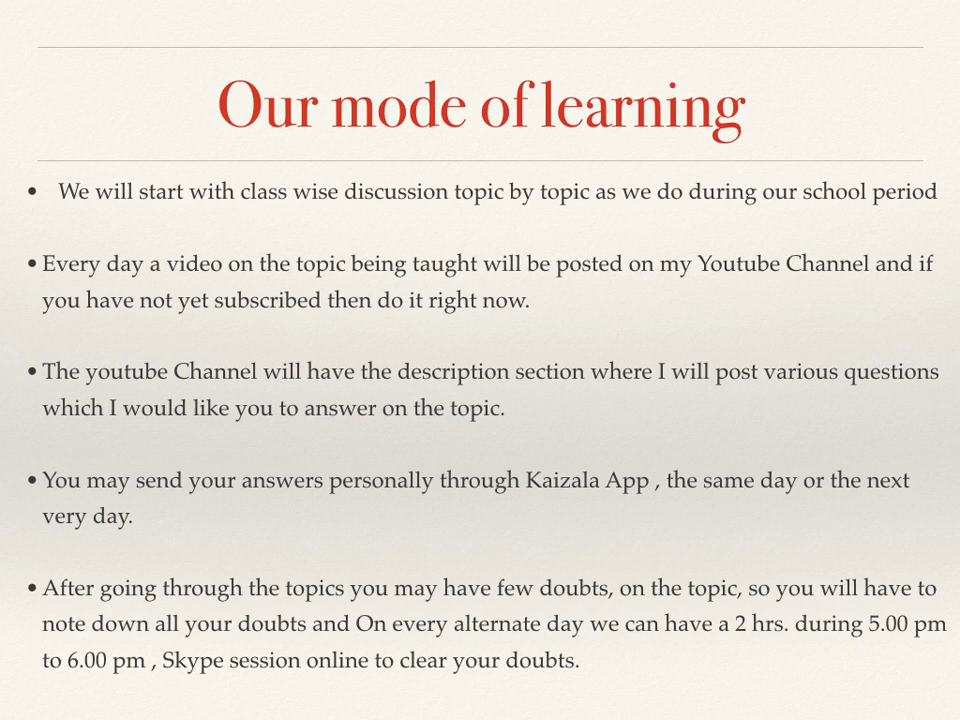 Our mode of learning
• We will start with class wise discussion topic by topic as we do during our school period
• Every day a video on the topic being taught will be posted on my Youtube Channel and if
you have not yet subscribed then do it right now.
• The youtube Channel will have the description section where I will post various questions
which I would like you to answer on the topic.
• You may send your answers personally through Kaizala App , the same day or the next
very day.
• After going through the topics you may have few doubts, on the topic, so you will have to
note down all your doubts and On every alternate day we can have a 2 hrs. during 5.00 pm
to 6.00 pm , Skype session online to clear your doubts.